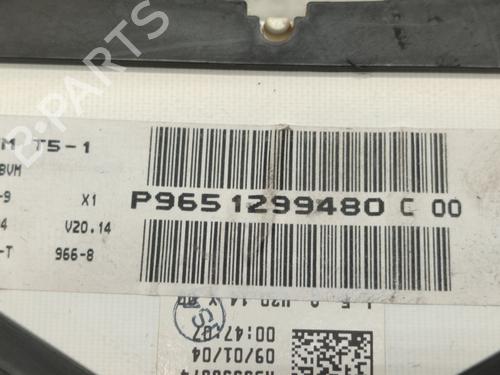 B-PARTS
M T5-1
BVM
-9 X1
4 V20.14
-T 966-8
P9651299480 C 00
00:47:07
09/01/04